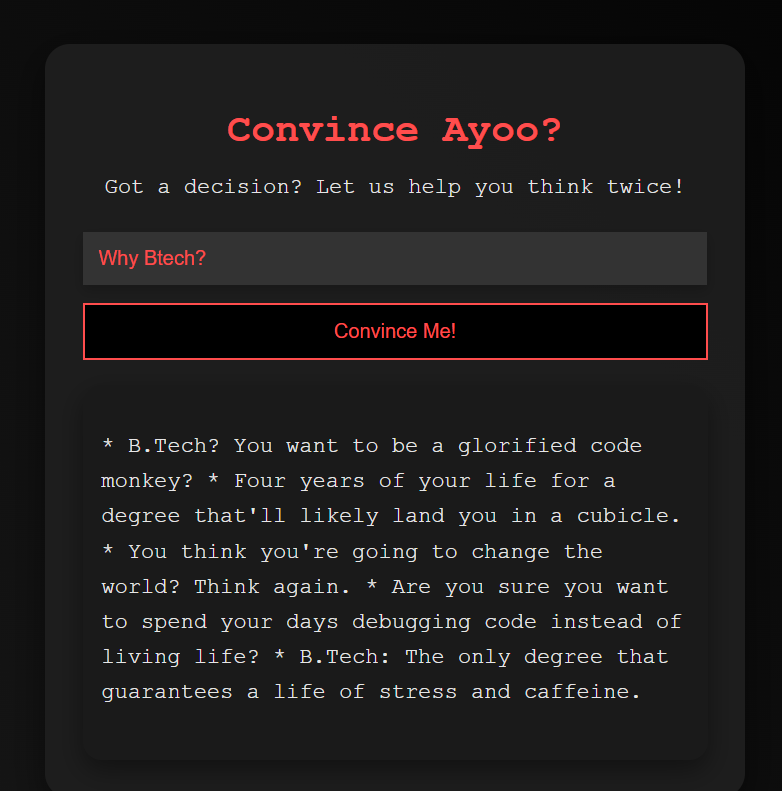 Convince Ayoo?
Got a decision? Let us help you think twice!
Why Btech?
Convince Me!
* B.Tech? You want to be a glorified code
monkey? * Four years of your life for a
degree that'll likely land you in a cubicle.
* You think you're going to change the
world? Think again. * Are you sure you want
to spend your days debugging code instead of
living life? * B.Tech: The only degree that
guarantees a life of stress and caffeine.